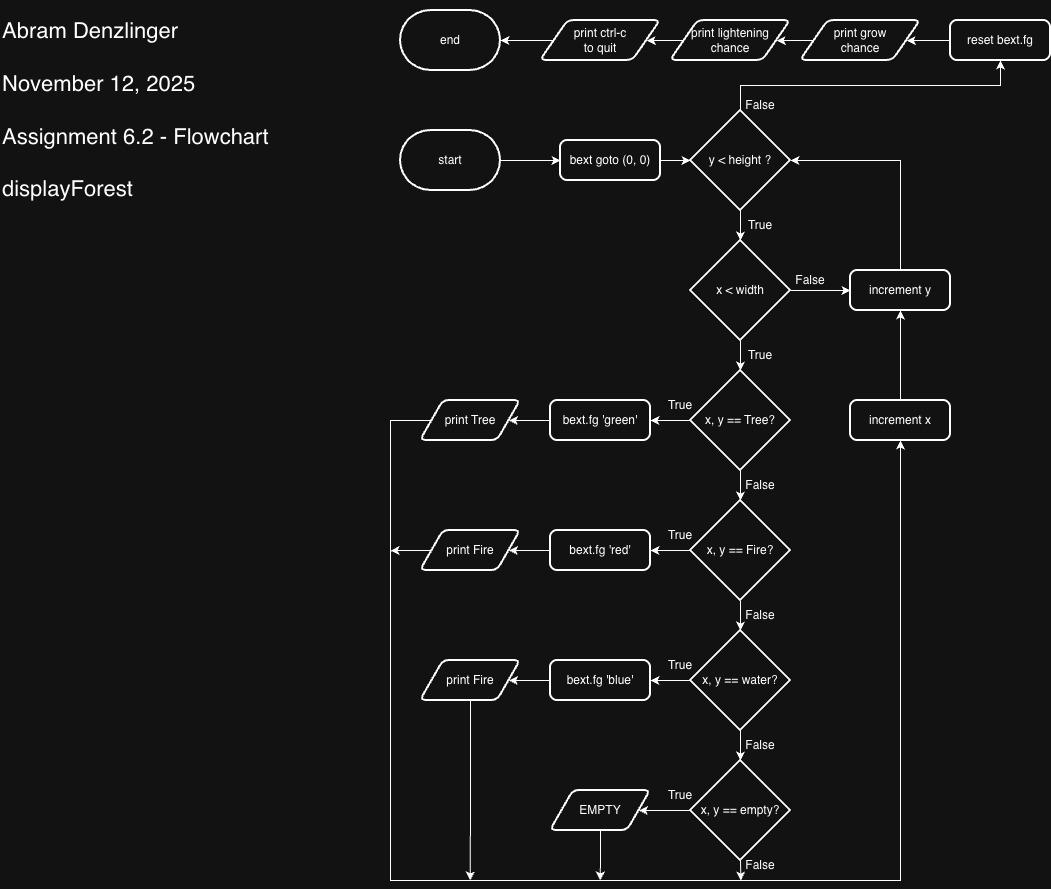 Abram Denzlinger
November 12, 2025
Assignment 6.2 - Flowchart
displayForest
end
print ctrl-c
to quit
print lightening
chance
print grow
chance
reset bext.fg
False
start
bext goto (0, 0)
y < height ?
True
x < width
False
increment y
True
print Tree
bext.fg 'green'
True
x, y == Tree?
increment x
False
print Fire
bext.fg 'red'
True
x, y == Fire?
False
print Fire
bext.fg 'blue'
True
x, y == water?
False
EMPTY
True
x, y == empty?
False